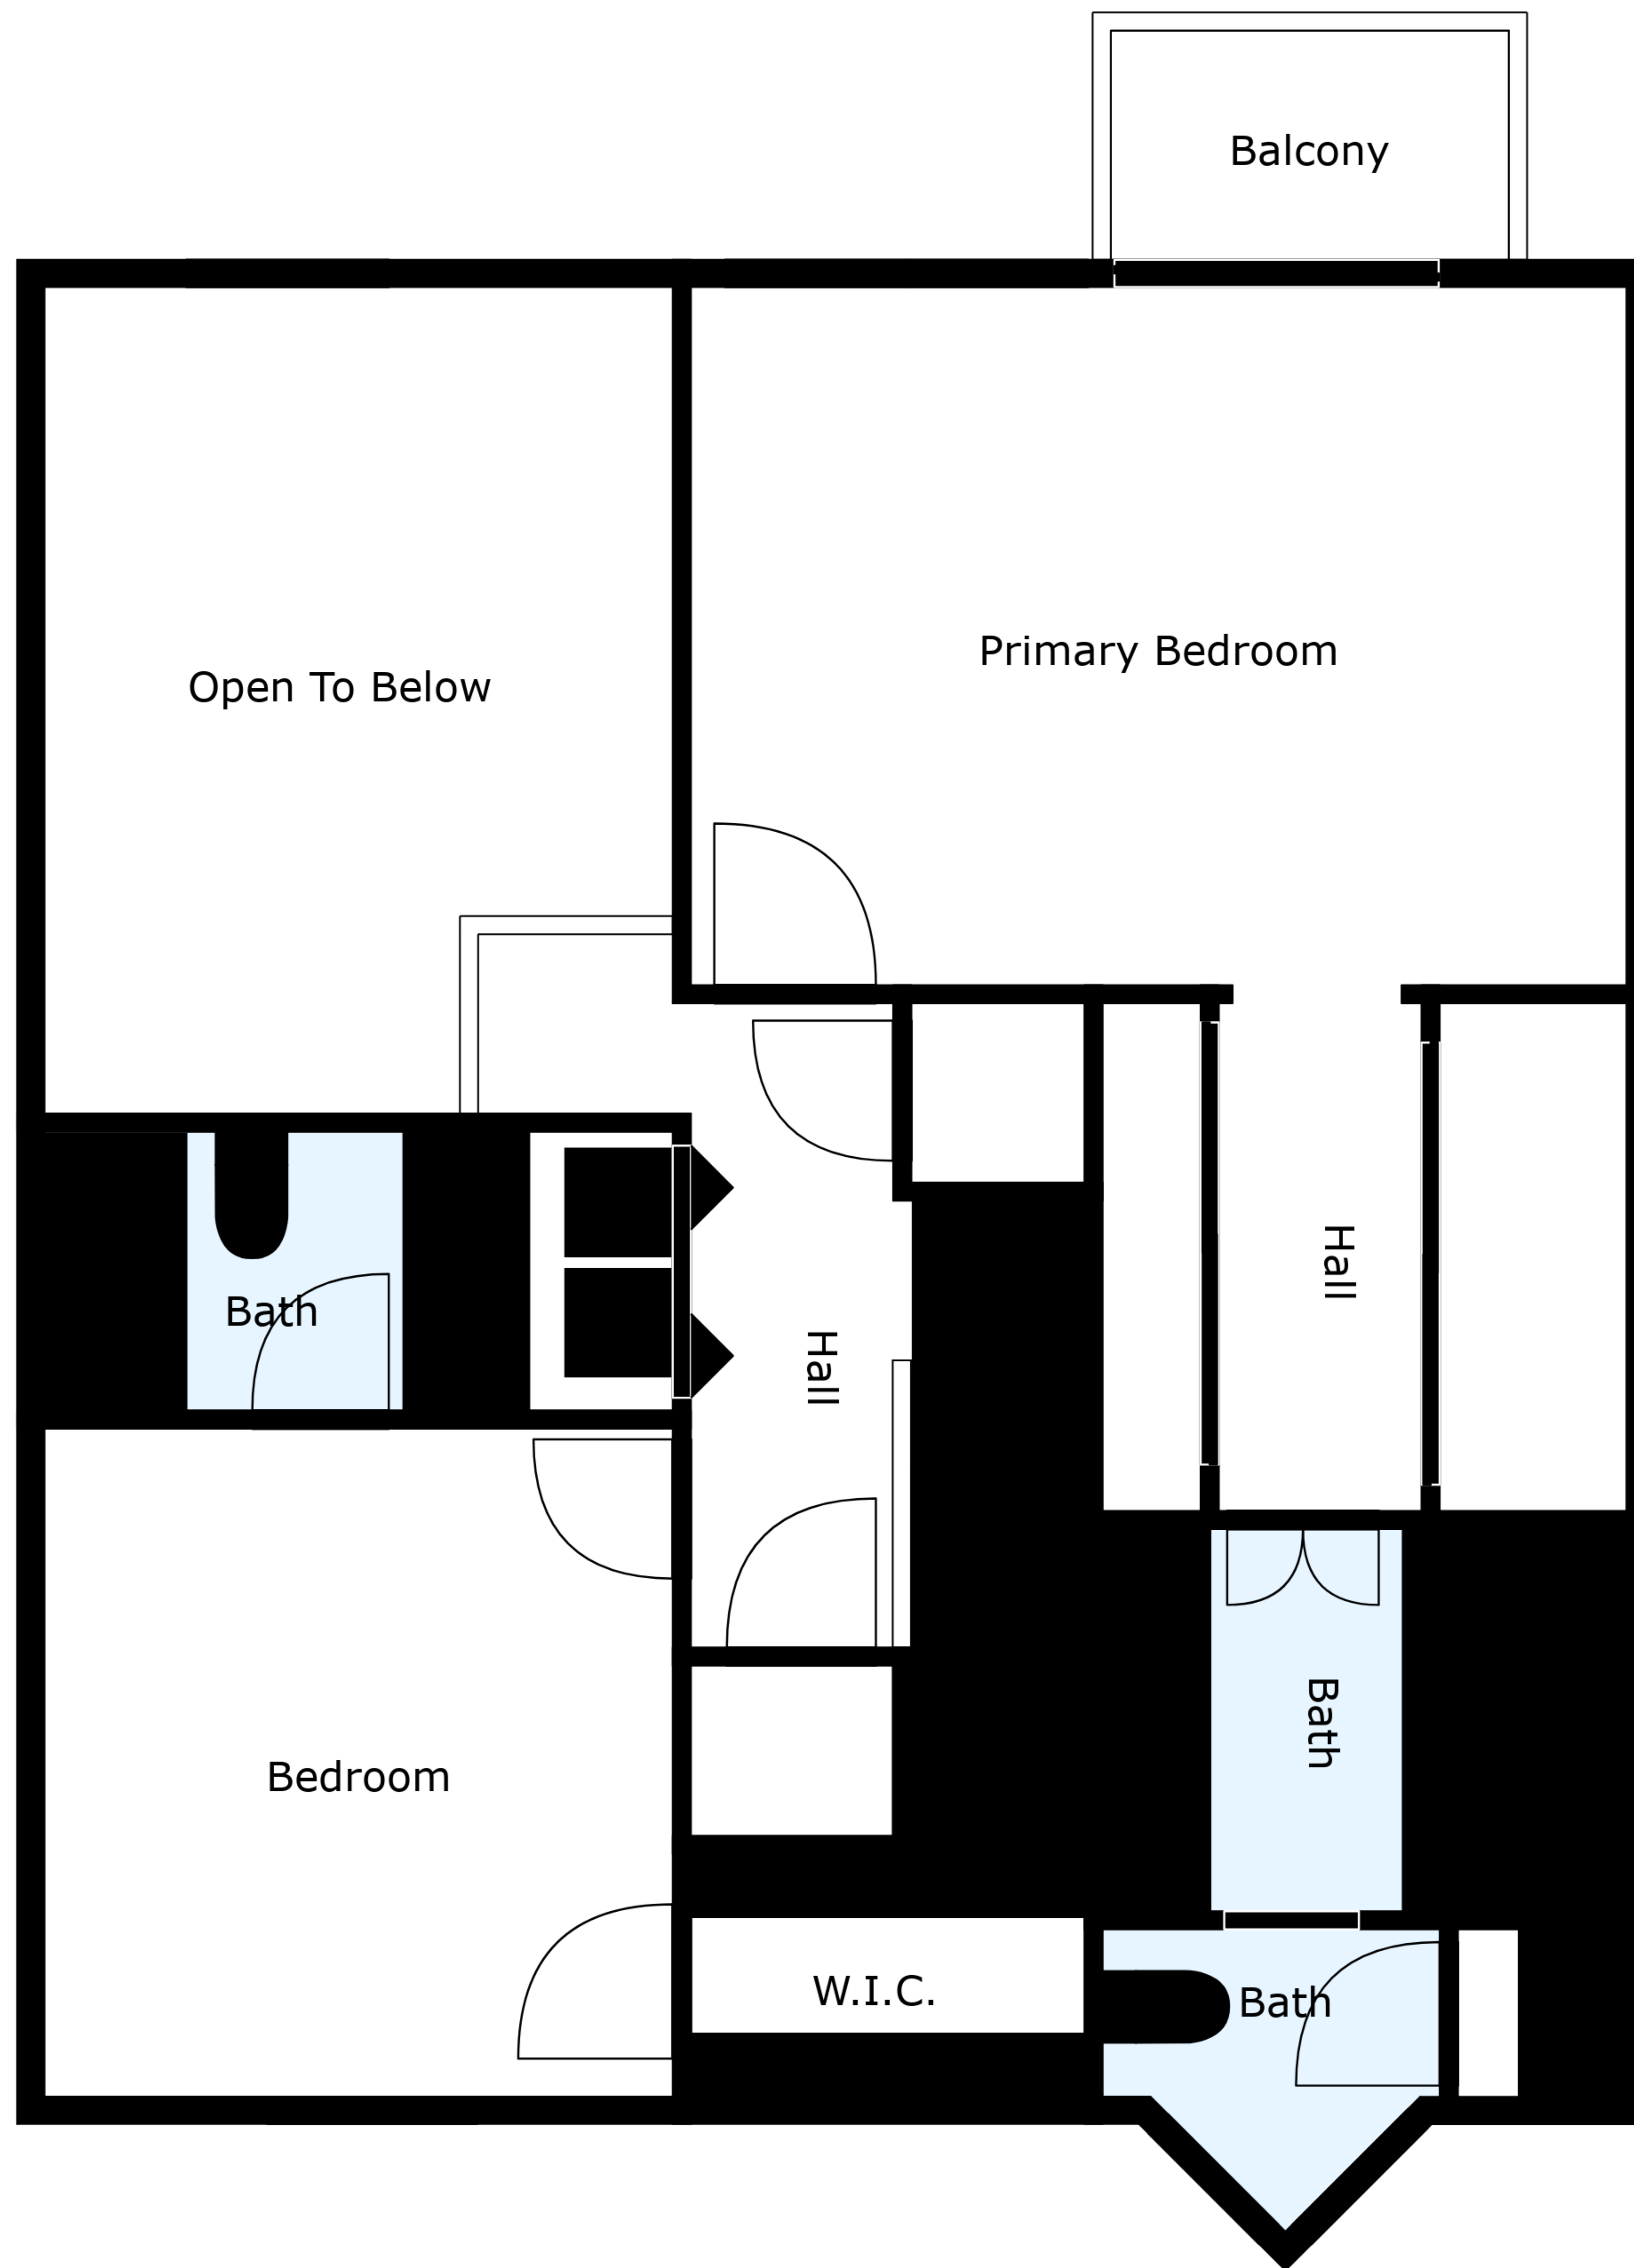 Balcony
Primary Bedroom
Open To Below
Hall
Bath
Hall
Bath
Bedroom
W.I.C.
Bath